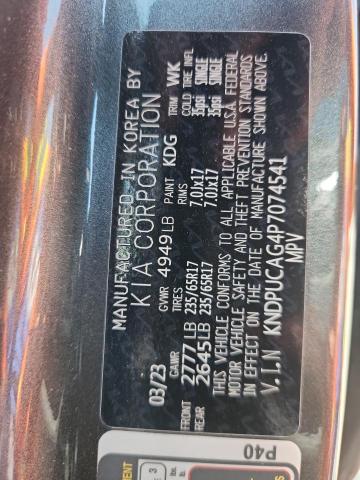 MANUFACTURED IN KOREA BY
KIA CORPORATION
03/23 GVWR 4949LB PAINT KDG TRIM WK
GAWR TIRES RIMS COLD TIRE INFL
FRONT 2777LB 235/65R17 7.0Jx17 35psi SINGLE
REAR 2645LB 235/65R17 7.0Jx17 35psi SINGLE
THIS VEHICLE CONFORMS TO ALL APPLICABLE U.S.A. FEDERAL
MOTOR VEHICLE SAFETY AND THEFT PREVENTION STANDARDS
IN EFFECT ON THE DATE OF MANUFACTURE SHOWN ABOVE.
V.I.N KNDPUCAG4P7074541
MPV
P40